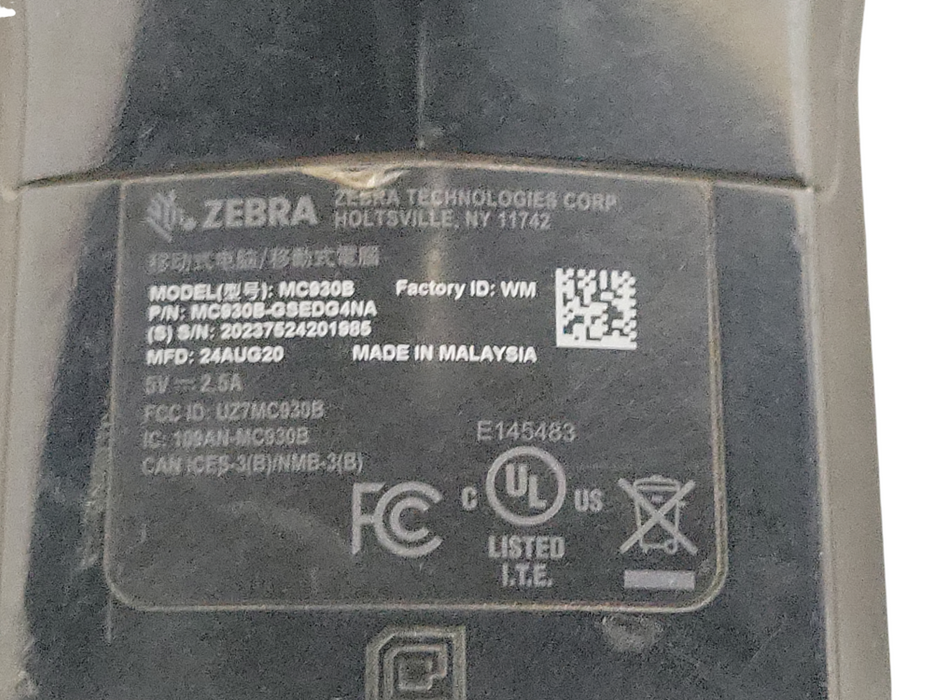 ZEBRA
ZEBRA TECHNOLOGIES CORP
HOLTSVILLE, NY 11742
移动式电脑/移動式電腦
MODEL(型号): MC930B Factory ID: WM
P/N: MC930B-GSEDG4NA
(S) S/N: 20237524201985
MFD: 24AUG20 MADE IN MALAYSIA
5V ⎓ 2.5A
FCC ID: UZ7MC930B
IC: 109AN-MC930B
CAN ICES-3(B)/NMB-3(B)
E145483
FC
C UL US
LISTED
I.T.E.